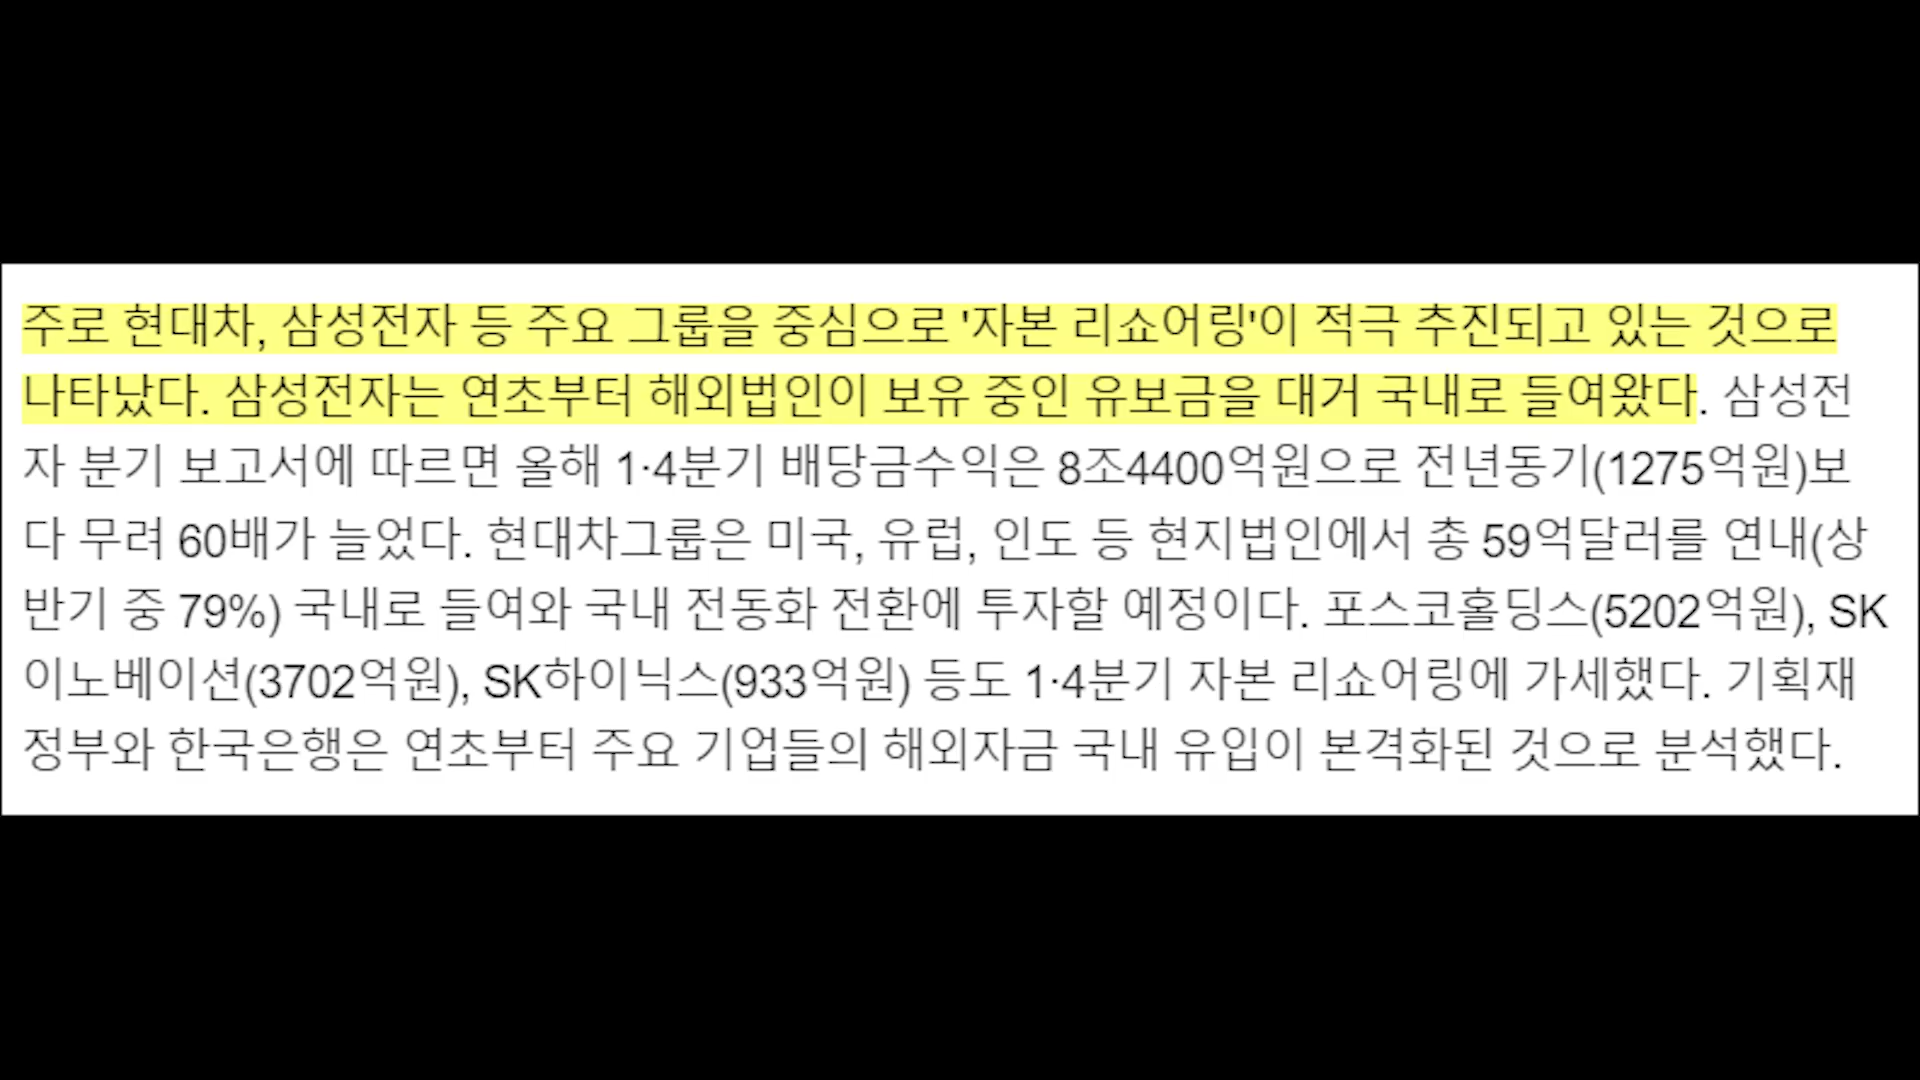 주로 현대차, 삼성전자 등 주요 그룹을 중심으로 '자본 리쇼어링'이 적극 추진되고 있는 것으로
나타났다. 삼성전자는 연초부터 해외법인이 보유 중인 유보금을 대거 국내로 들여왔다. 삼성전
자 분기 보고서에 따르면 올해 1·4분기 배당금수익은 8조4400억원으로 전년동기(1275억원)보
다 무려 60배가 늘었다. 현대차그룹은 미국, 유럽, 인도 등 현지법인에서 총 59억달러를 연내(상
반기 중 79%) 국내로 들여와 국내 전동화 전환에 투자할 예정이다. 포스코홀딩스(5202억원), SK
이노베이션(3702억원), SK하이닉스(933억원) 등도 1·4분기 자본 리쇼어링에 가세했다. 기획재
정부와 한국은행은 연초부터 주요 기업들의 해외자금 국내 유입이 본격화된 것으로 분석했다.